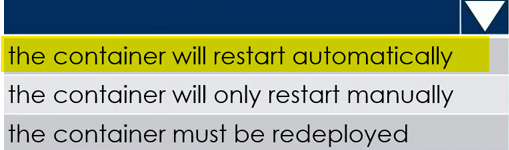 the container will restart automatically
the container will only restart manually
the container must be redeployed